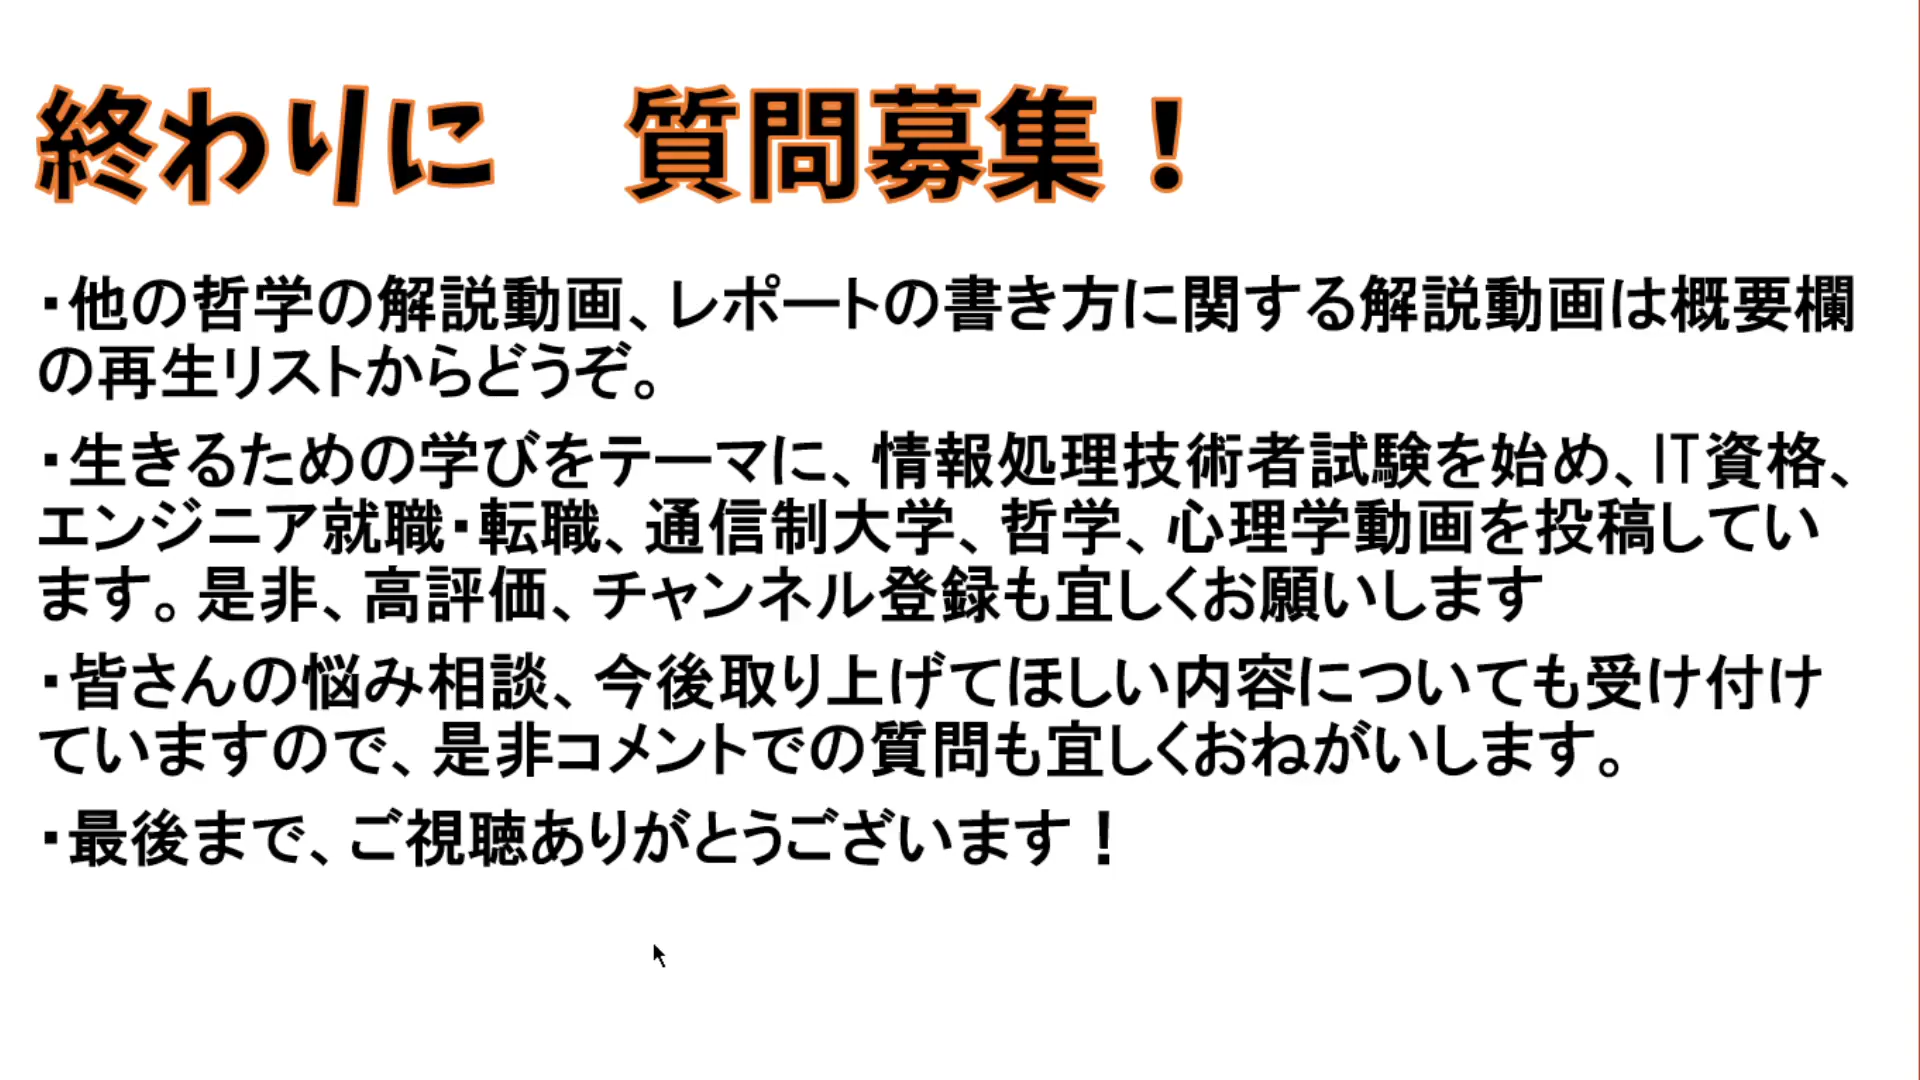 終わりに　質問募集！
・他の哲学の解説動画、レポートの書き方に関する解説動画は概要欄
の再生リストからどうぞ。
・生きるための学びをテーマに、情報処理技術者試験を始め、IT資格、
エンジニア就職・転職、通信制大学、哲学、心理学動画を投稿してい
ます。是非、高評価、チャンネル登録も宜しくお願いします
・皆さんの悩み相談、今後取り上げてほしい内容についても受け付け
ていますので、是非コメントでの質問も宜しくおねがいします。
・最後まで、ご視聴ありがとうございます！